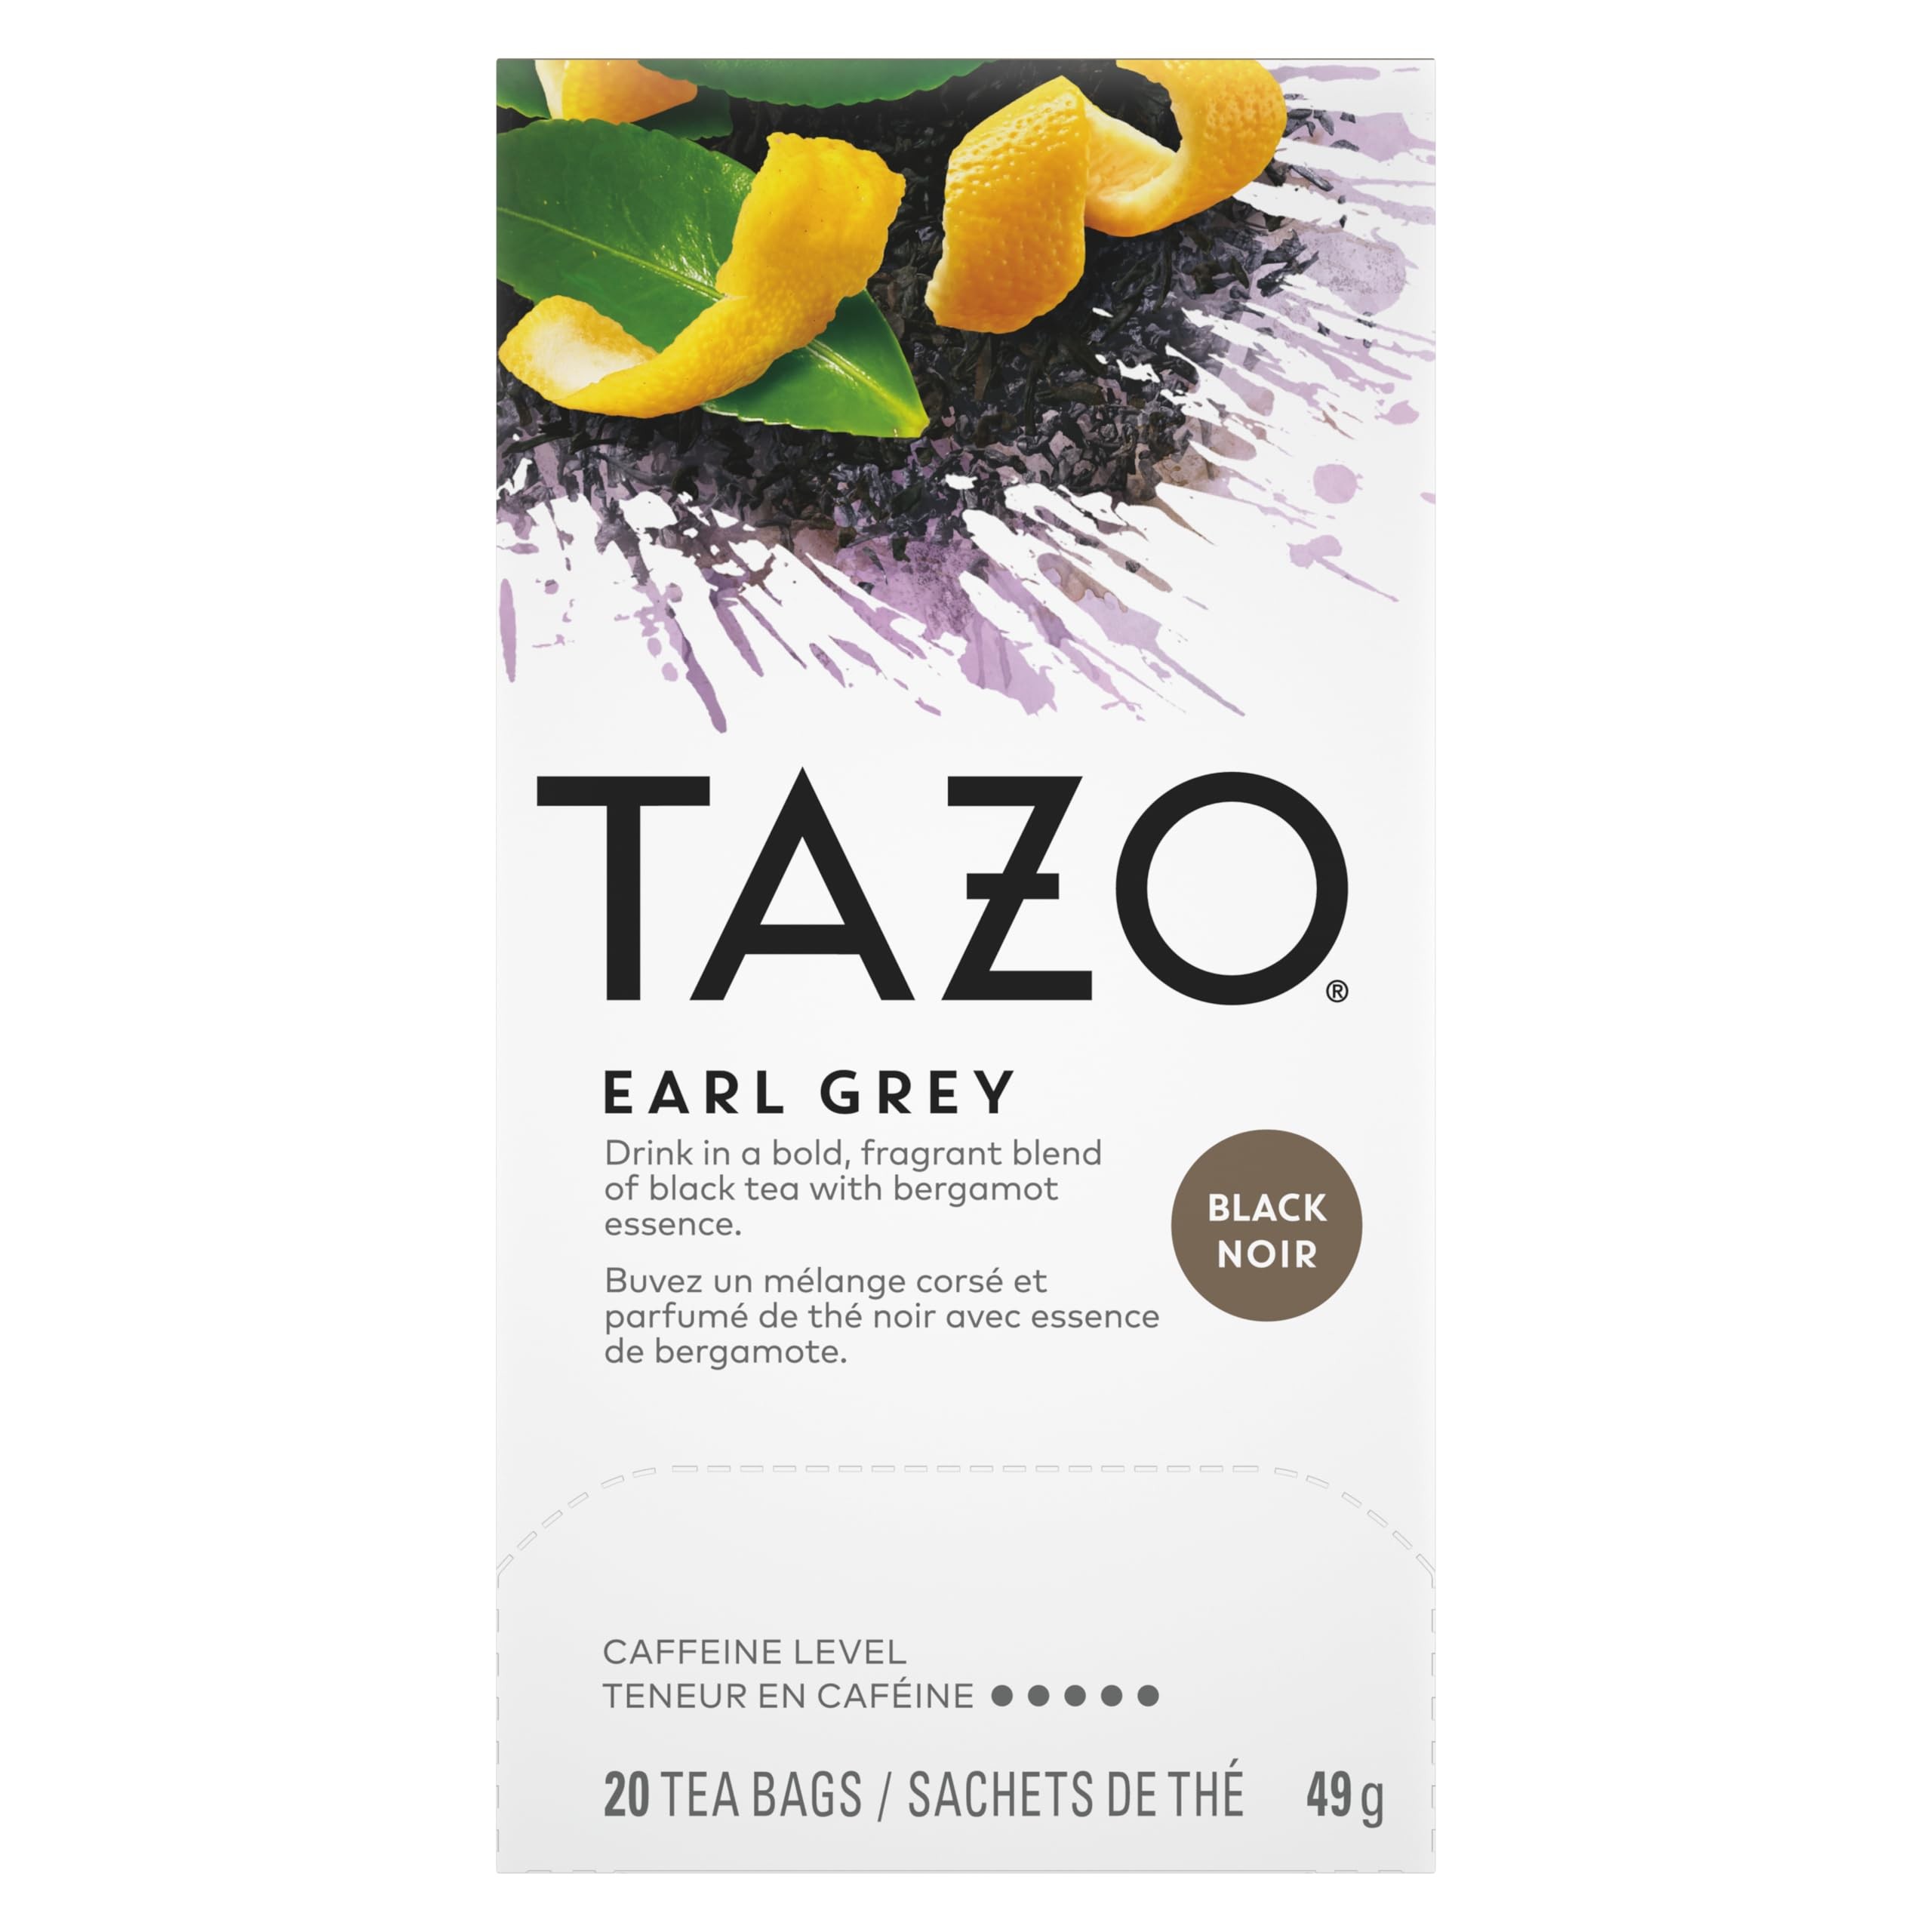 TAZO®
EARL GREY
Drink in a bold, fragrant blend
of black tea with bergamot
essence.
BLACK
NOIR
Buvez un mélange corsé et
parfumé de thé noir avec essence
de bergamote.
CAFFEINE LEVEL
TENEUR EN CAFÉINE ●●●●●
20 TEA BAGS / SACHETS DE THÉ 49 g